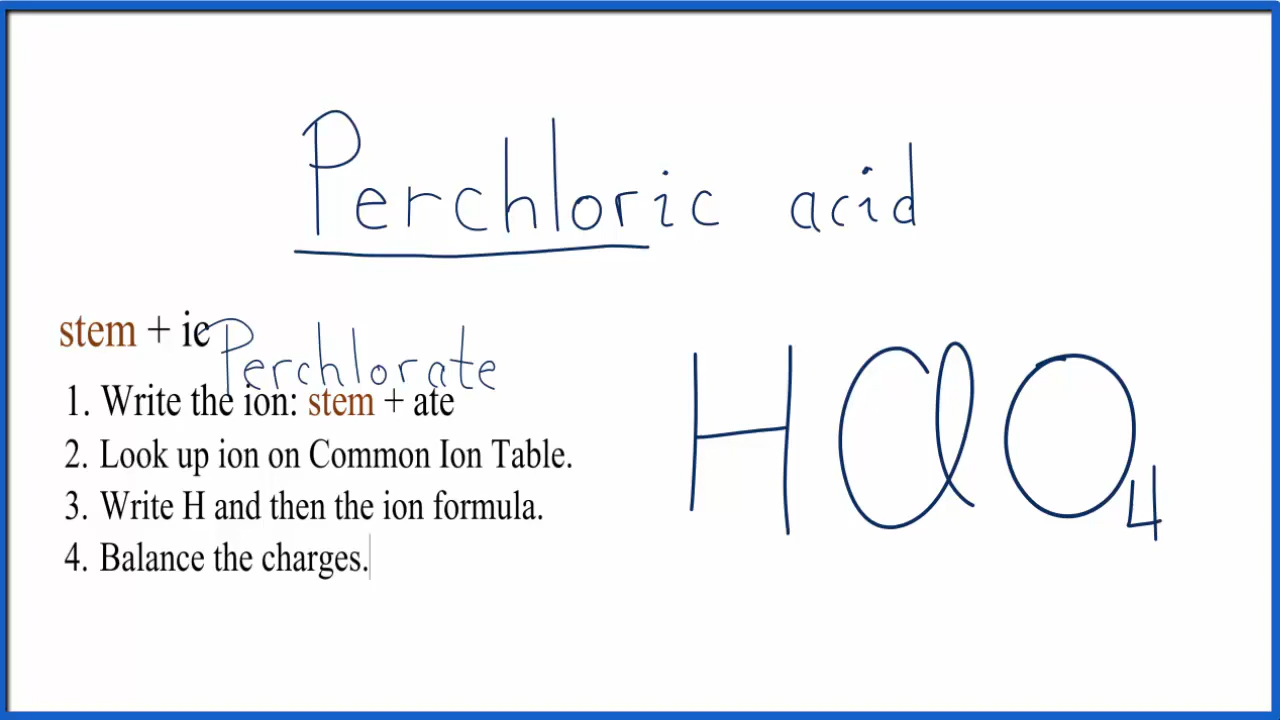 Perchloric acid
stem + ic
Perchlorate
1. Write the ion: stem + ate
2. Look up ion on Common Ion Table.
3. Write H and then the ion formula.
4. Balance the charges.
HClO4